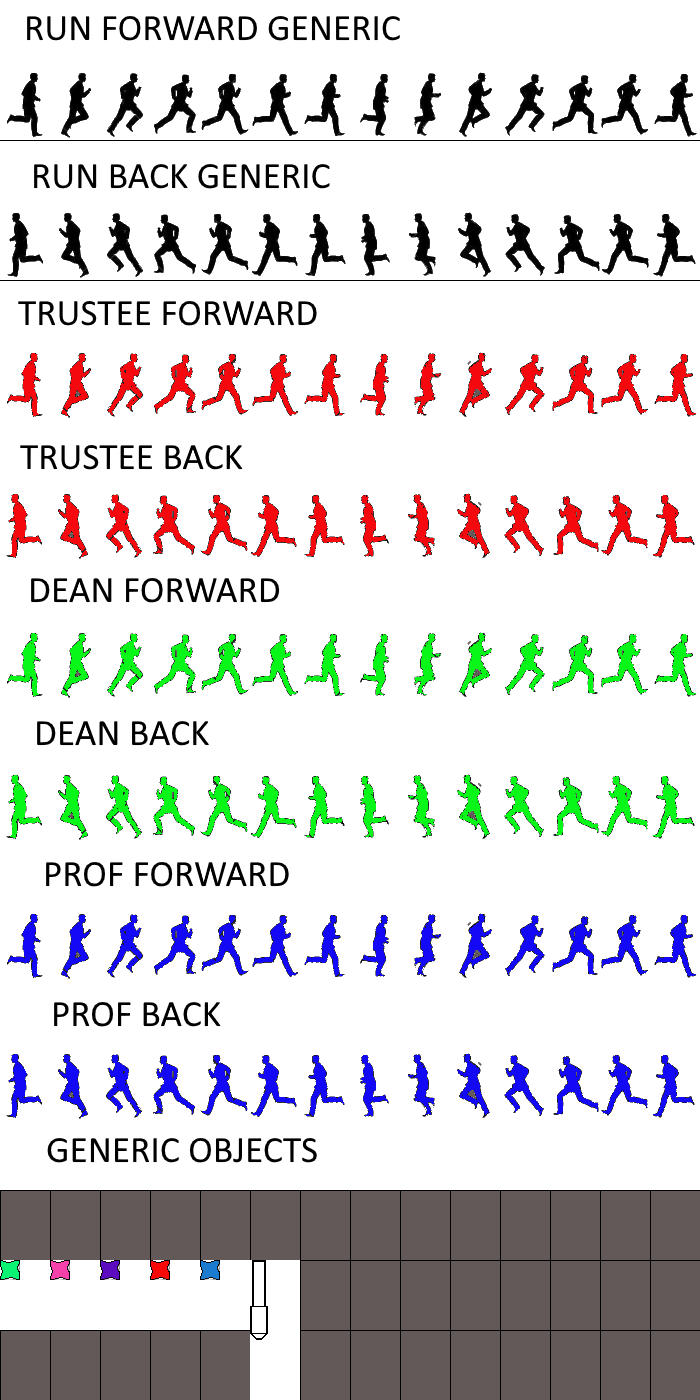 RUN FORWARD GENERIC
RUN BACK GENERIC
TRUSTEE FORWARD
TRUSTEE BACK
DEAN FORWARD
DEAN BACK
PROF FORWARD
PROF BACK
GENERIC OBJECTS